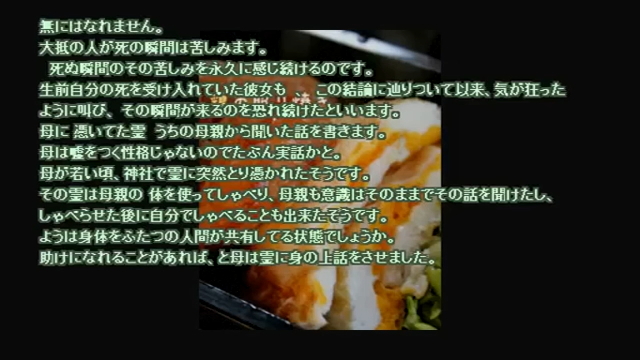 無にはなれません。
大抵の人が死の瞬間は苦しみます。
死ぬ瞬間のその苦しみを永久に感じ続けるのです。
生前自分の死を受け入れていた彼女も 、 この結論に辿りついて以来、気が狂った
ように叫び、その瞬間が来るのを恐れ続けたといいます。
母に 憑いてた霊 うちの母親から聞いた話を書きます。
母は嘘をつく性格じゃないのでたぶん実話かと。
母が若い頃、神社で霊に突然とり憑かれたそうです。
その霊は母親の 体を使ってしゃべり、母親も意識はそのままでその話を聞けたし、
しゃべらせた後に自分でしゃべることも出来たそうです。
ようは身体をふたつの人間が共有してる状態でしょうか。
助けになれることがあれば、と母は霊に身の上話をさせました。